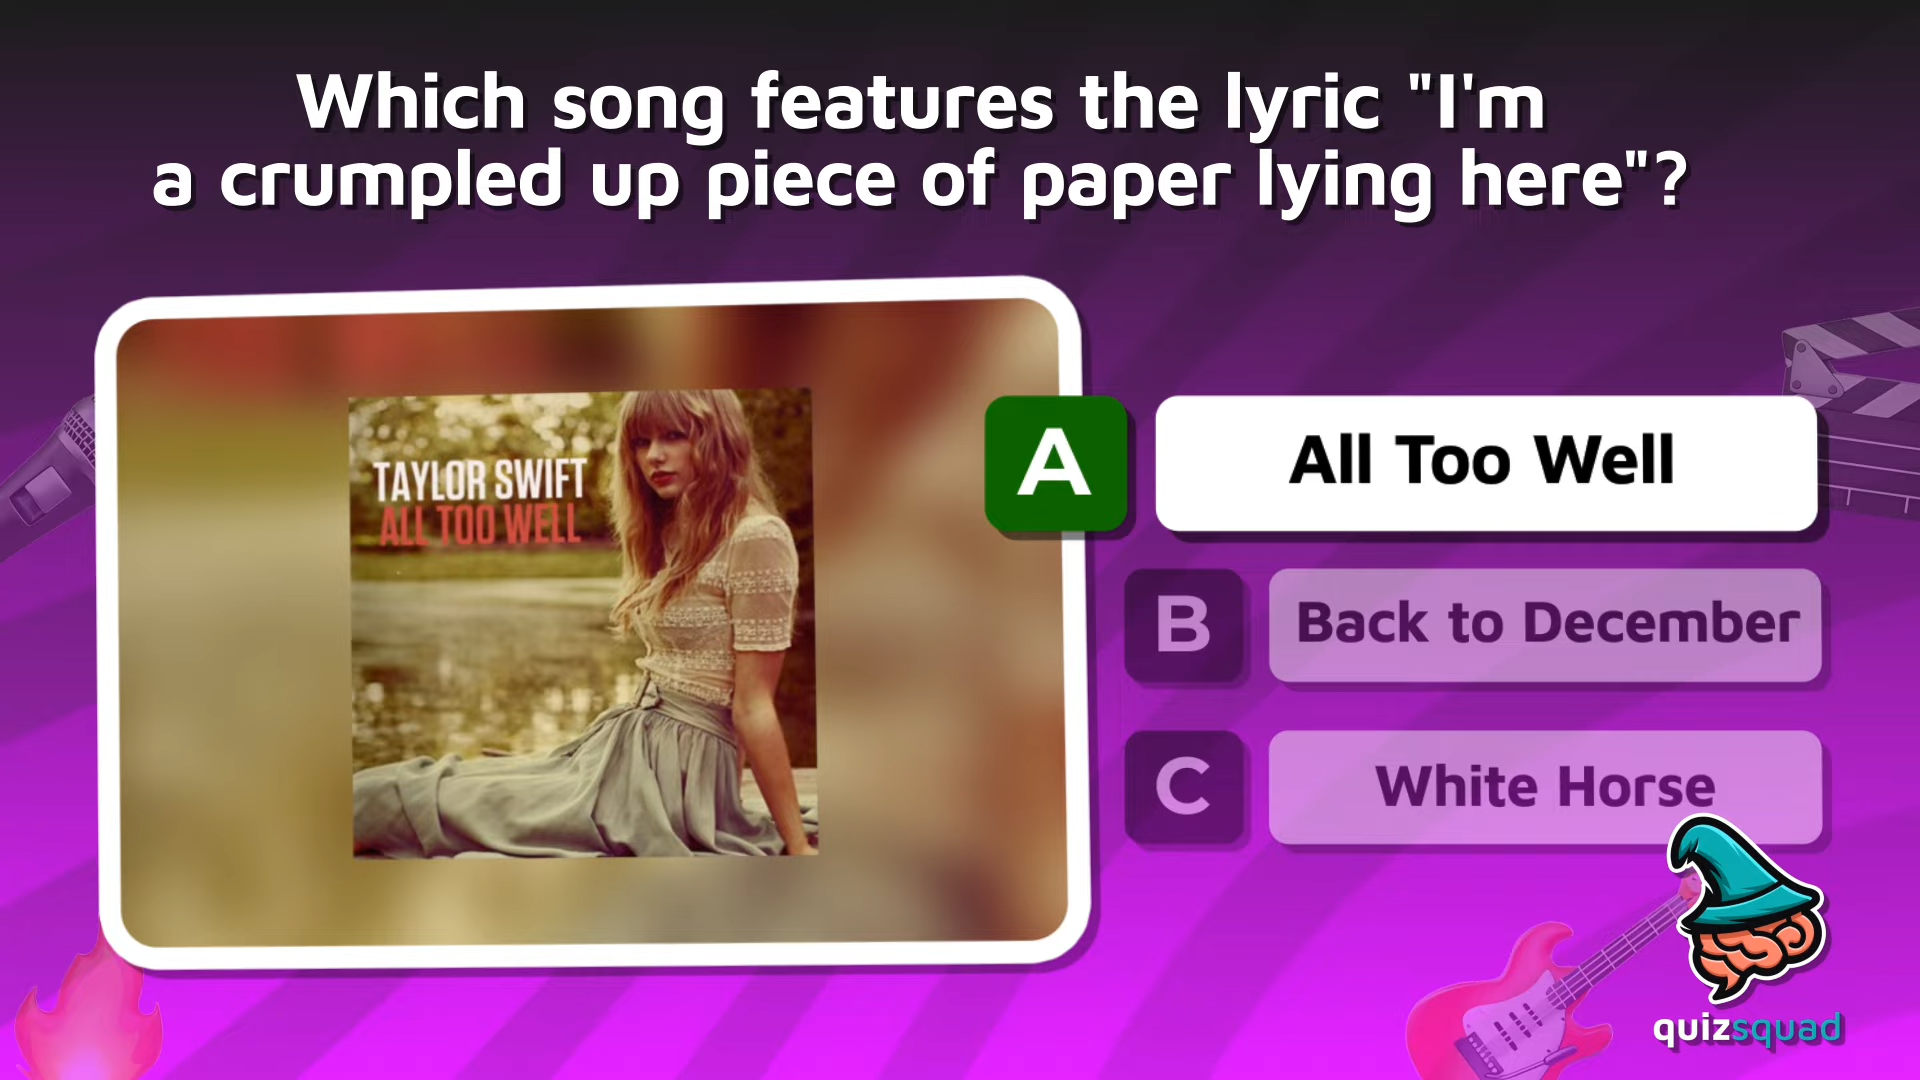 Which song features the lyric "I'm
a crumpled up piece of paper lying here"?
TAYLOR SWIFT
ALL TOO WELL
A
All Too Well
B
Back to December
C
White Horse
quizsquad